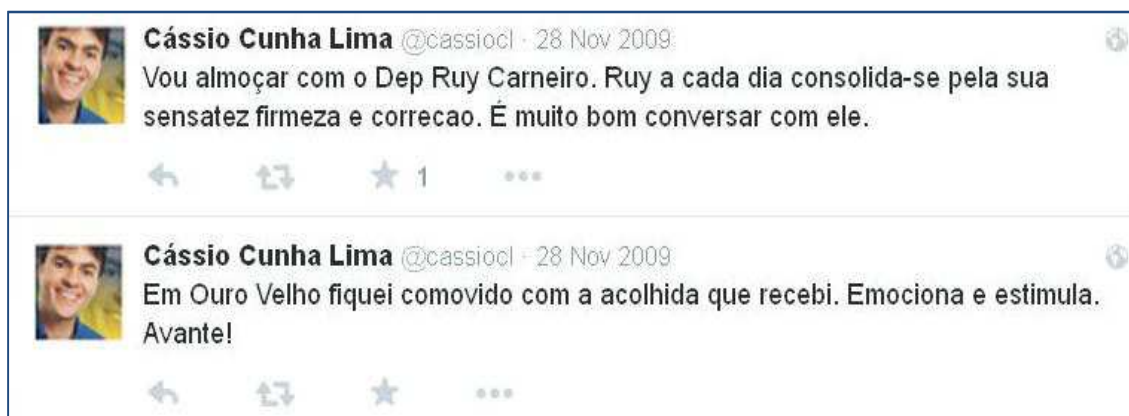 Cássio Cunha Lima @cassiocl · 28 Nov 2009
Vou almoçar com o Dep Ruy Carneiro. Ruy a cada dia consolida-se pela sua
sensatez firmeza e correcao. É muito bom conversar com ele.
1
Cássio Cunha Lima @cassiocl · 28 Nov 2009
Em Ouro Velho fiquei comovido com a acolhida que recebi. Emociona e estimula.
Avante!